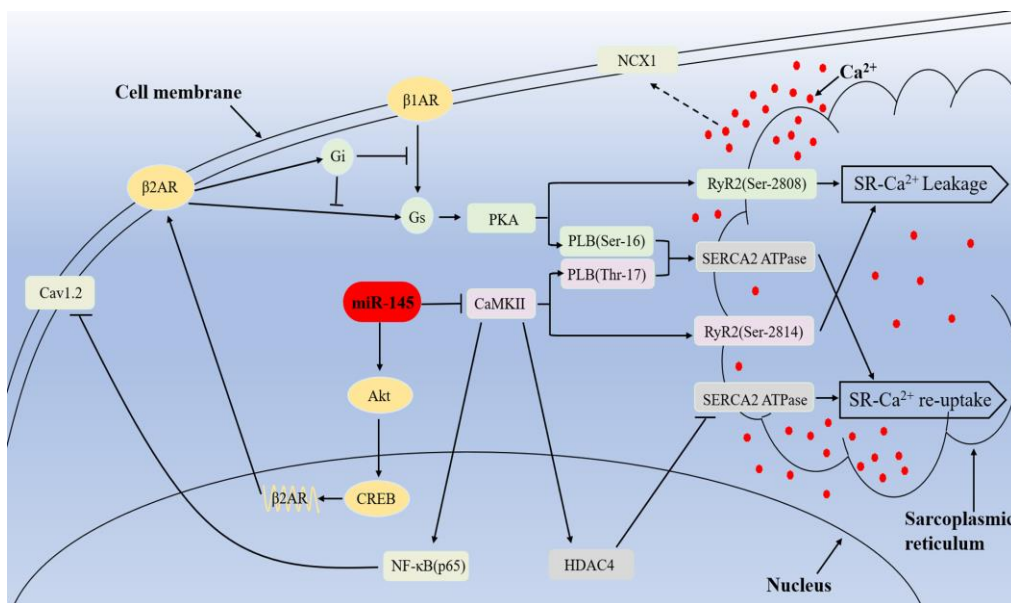 NCX1
Ca²⁺
Cell membrane
β1AR
Gi
β2AR
RyR2(Ser-2808)
SR-Ca²⁺ Leakage
Gs
PKA
PLB(Ser-16)
SERCA2 ATPase
PLB(Thr-17)
Cav1.2
miR-145
CaMKII
RyR2(Ser-2814)
Akt
SERCA2 ATPase
SR-Ca²⁺ re-uptake
β2AR
CREB
Sarcoplasmic
reticulum
NF-κB(p65)
HDAC4
Nucleus